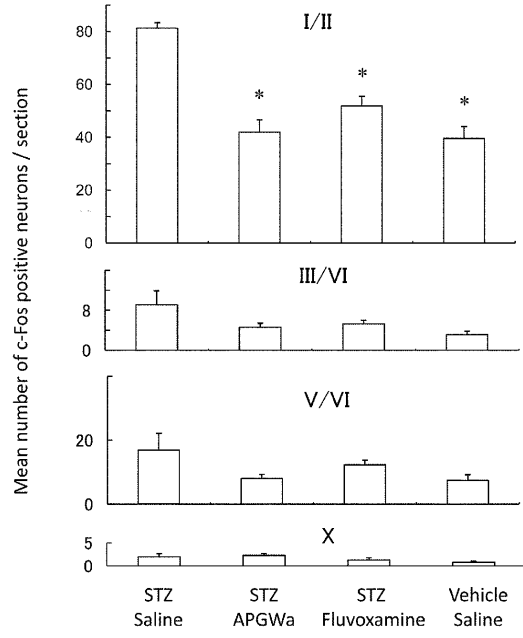 Mean number of c-Fos positive neurons / section
I/II
80
60
40
20
0
* * *
III/VI
8
0
V/VI
20
0
X
5
0
STZ STZ STZ Vehicle
Saline APGWa Fluvoxamine Saline